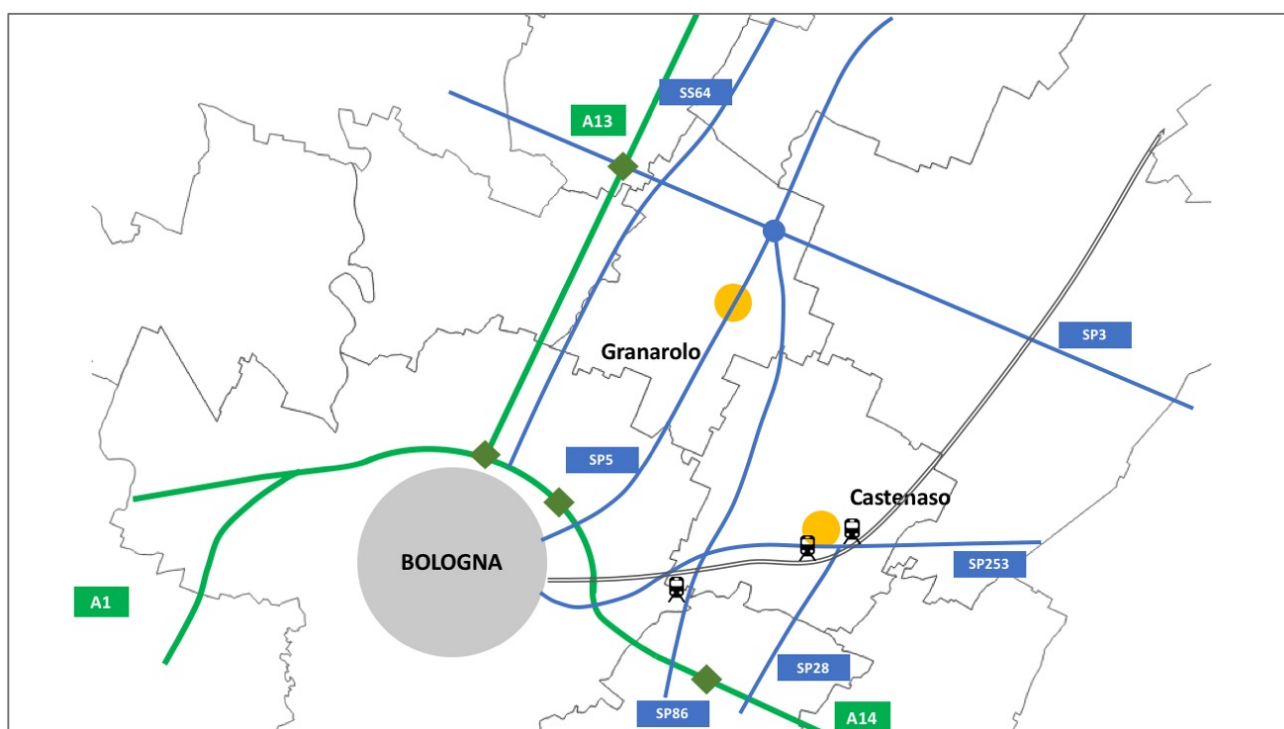 SS64
A13
SP3
Granarolo
SP5
Castenaso
BOLOGNA
SP253
A1
SP28
SP86
A14